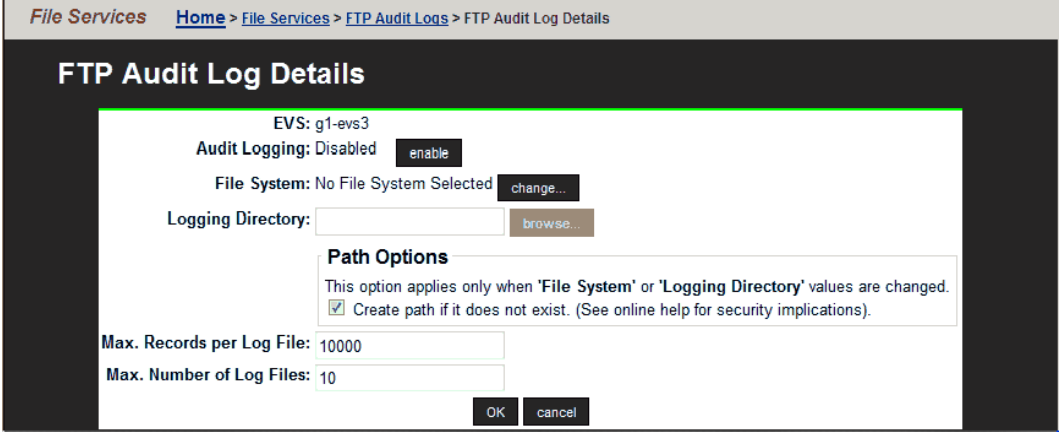 File Services Home > File Services > FTP Audit Logs > FTP Audit Log Details
FTP Audit Log Details
EVS: g1-evs3
Audit Logging: Disabled enable
File System: No File System Selected change...
Logging Directory: browse...
Path Options
This option applies only when 'File System' or 'Logging Directory' values are changed.
Create path if it does not exist. (See online help for security implications).
Max. Records per Log File: 10000
Max. Number of Log Files: 10
OK cancel